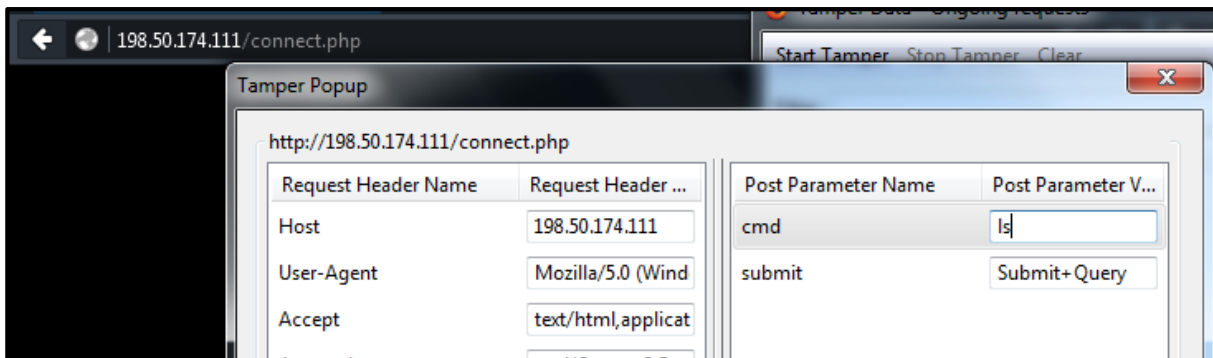 Tamper Data - Ongoing requests
198.50.174.111/connect.php
Start Tamper Stop Tamper Clear
Tamper Popup
http://198.50.174.111/connect.php
Request Header Name Request Header ... Post Parameter Name Post Parameter V...
Host 198.50.174.111 cmd ls
User-Agent Mozilla/5.0 (Wind submit Submit+Query
Accept text/html,applicat